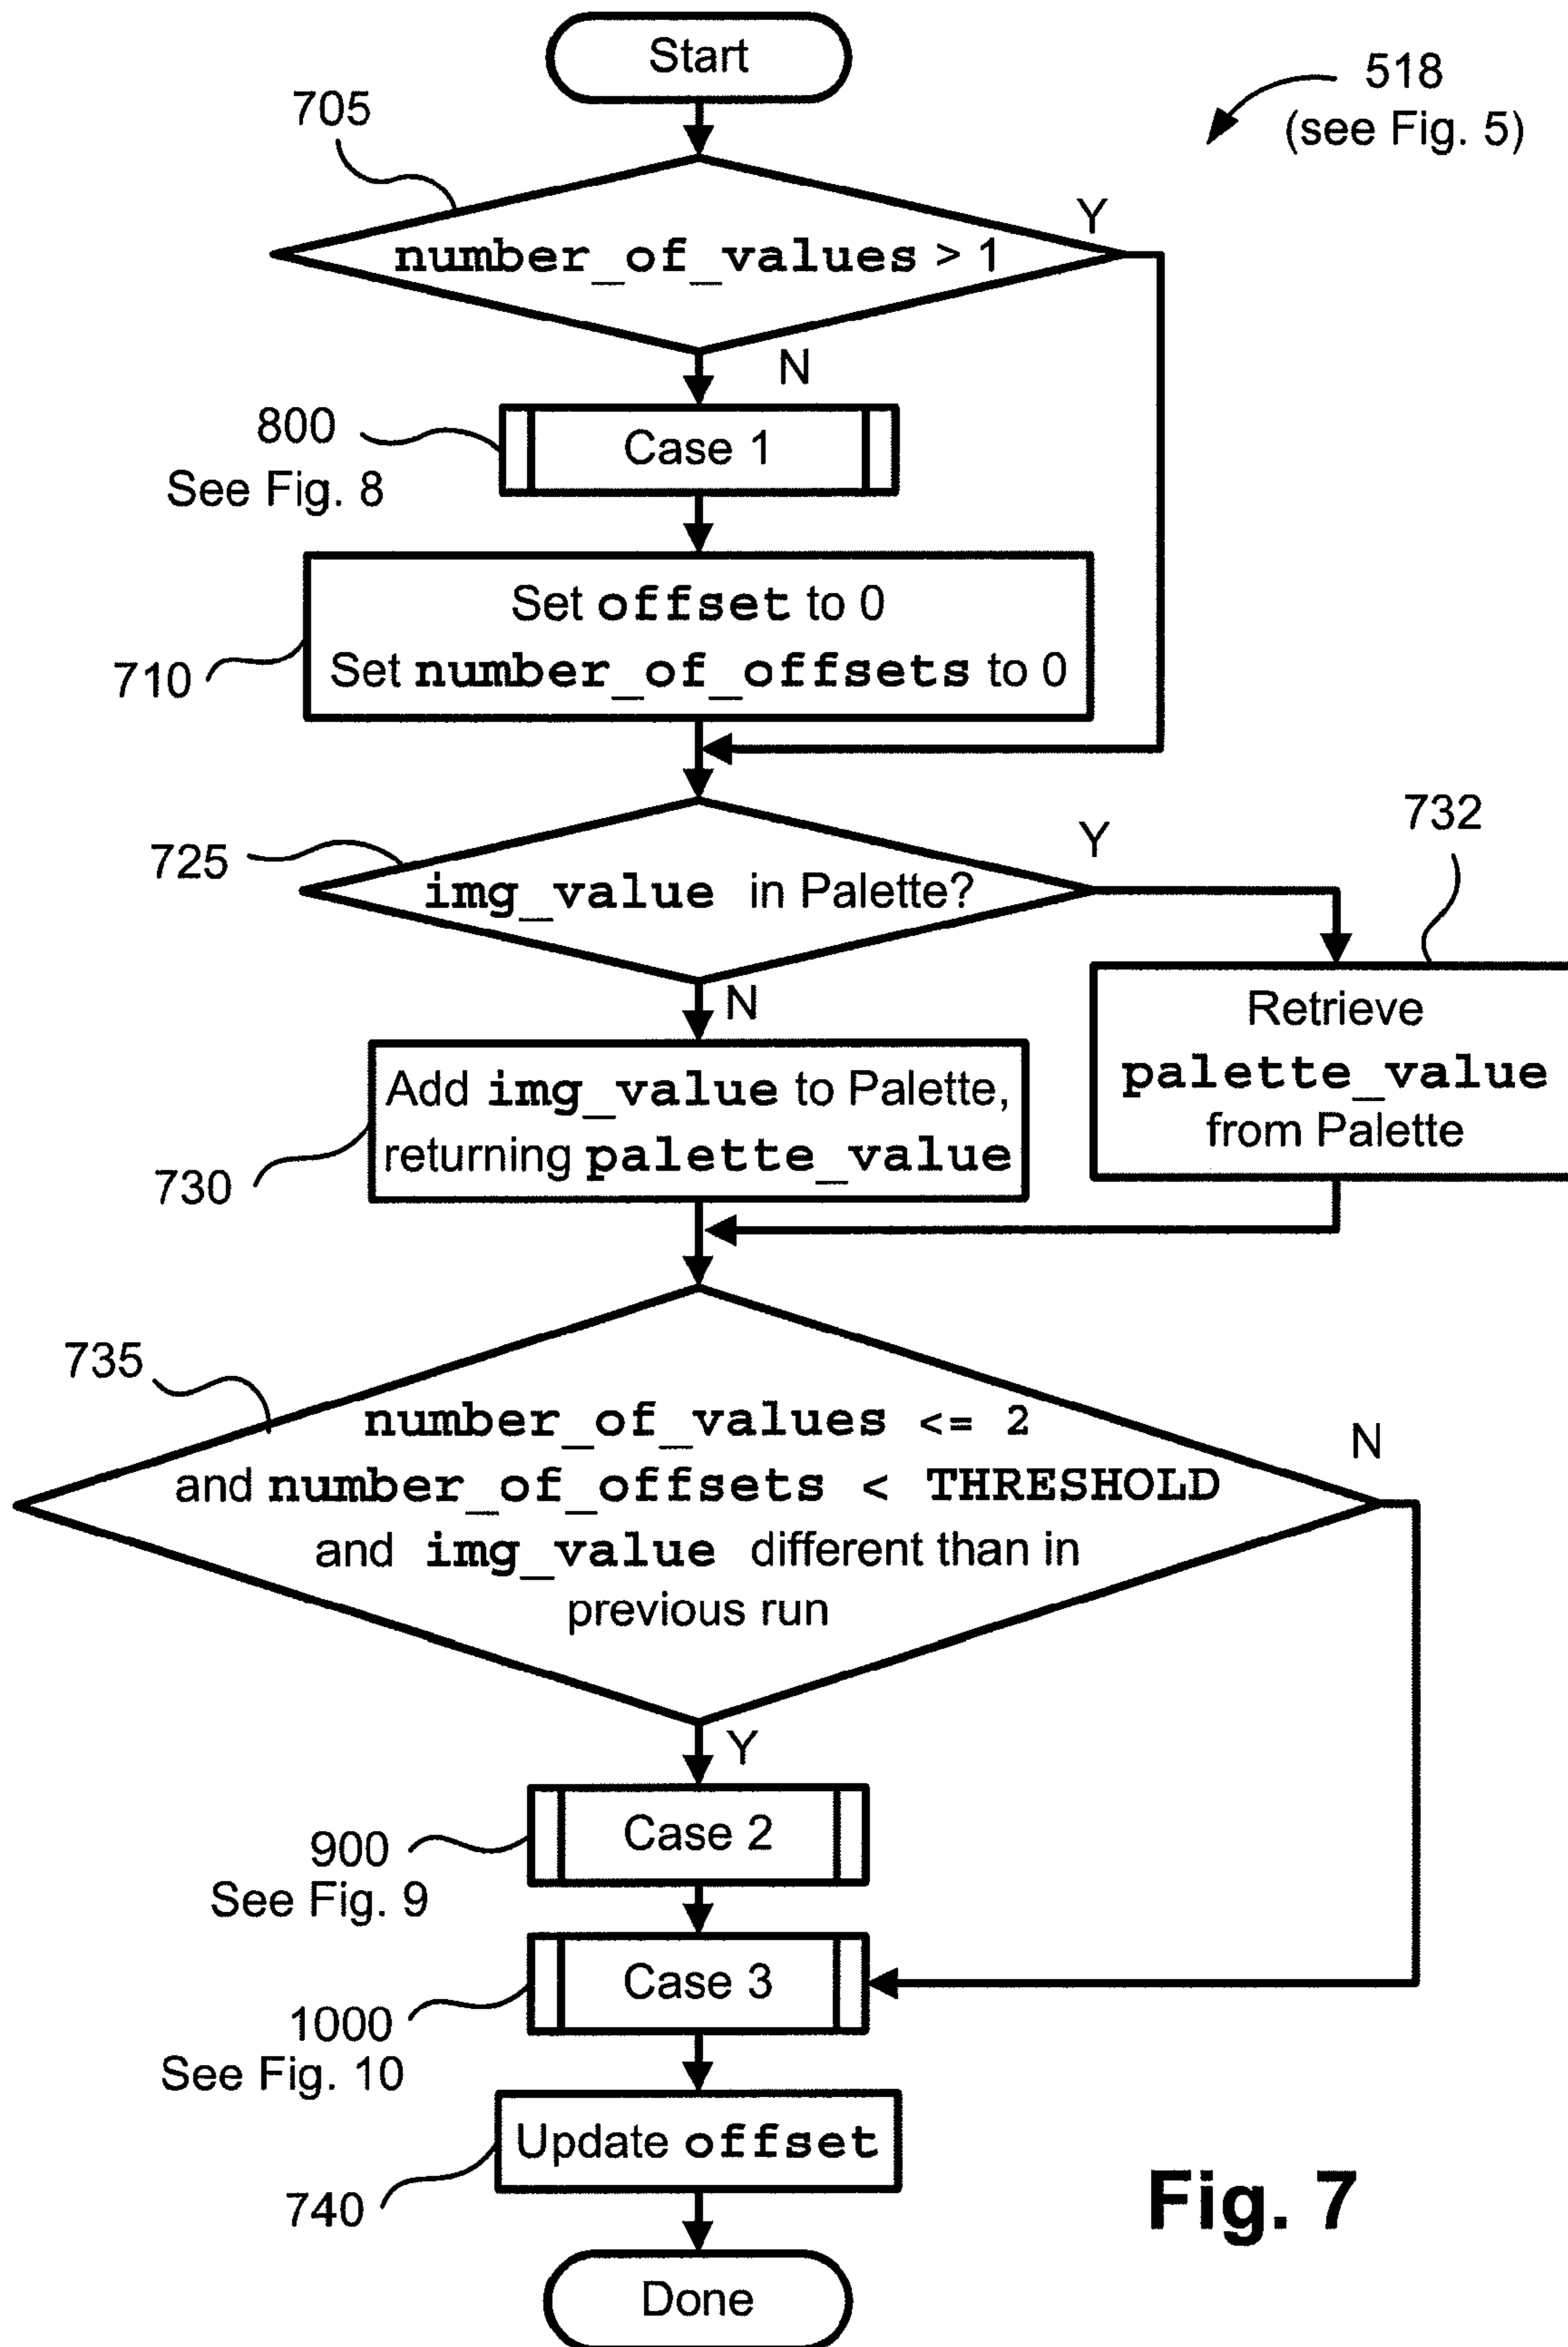 Start
518
(see Fig. 5)
705
Y
number_of_values > 1
N
800
See Fig. 8
Case 1
Set offset to 0
Set number_of_offsets to 0
710
725
img_value in Palette?
Y
732
N
Retrieve
palette_value
from Palette
Add img_value to Palette,
returning palette_value
730
735
number_of_values <= 2
and number_of_offsets < THRESHOLD
and img_value different than in
previous run
N
Y
Case 2
900
See Fig. 9
Case 3
1000
See Fig. 10
Update offset
740
Done
Fig. 7